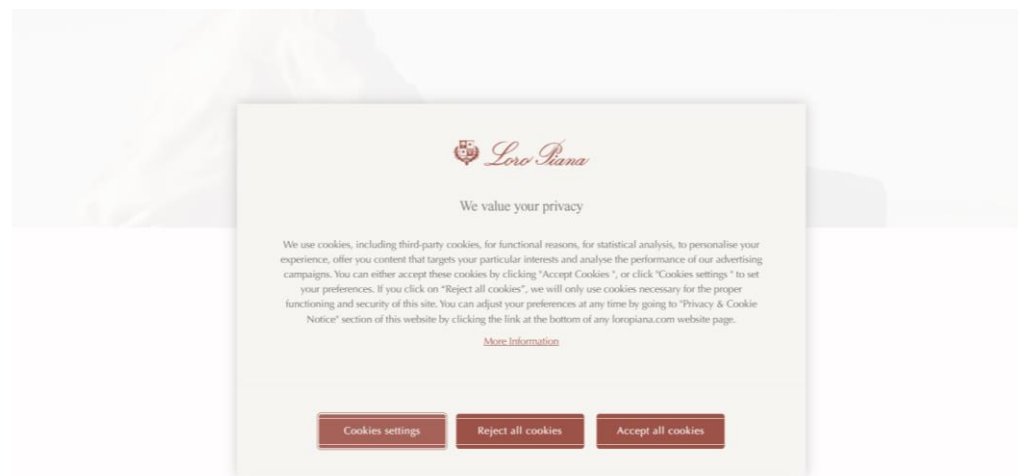 Loro Piana
We value your privacy
We use cookies, including third-party cookies, for functional reasons, for statistical analysis, to personalise your
experience, offer you content that targets your particular interests and analyse the performance of our advertising
campaigns. You can either accept these cookies by clicking "Accept Cookies ", or click "Cookies settings " to set
your preferences. If you click on “Reject all cookies”, we will only use cookies necessary for the proper
functioning and security of this site. You can adjust your preferences at any time by going to "Privacy & Cookie
Notice" section of this website by clicking the link at the bottom of any loropiana.com website page.
More Information
Cookies settings Reject all cookies Accept all cookies